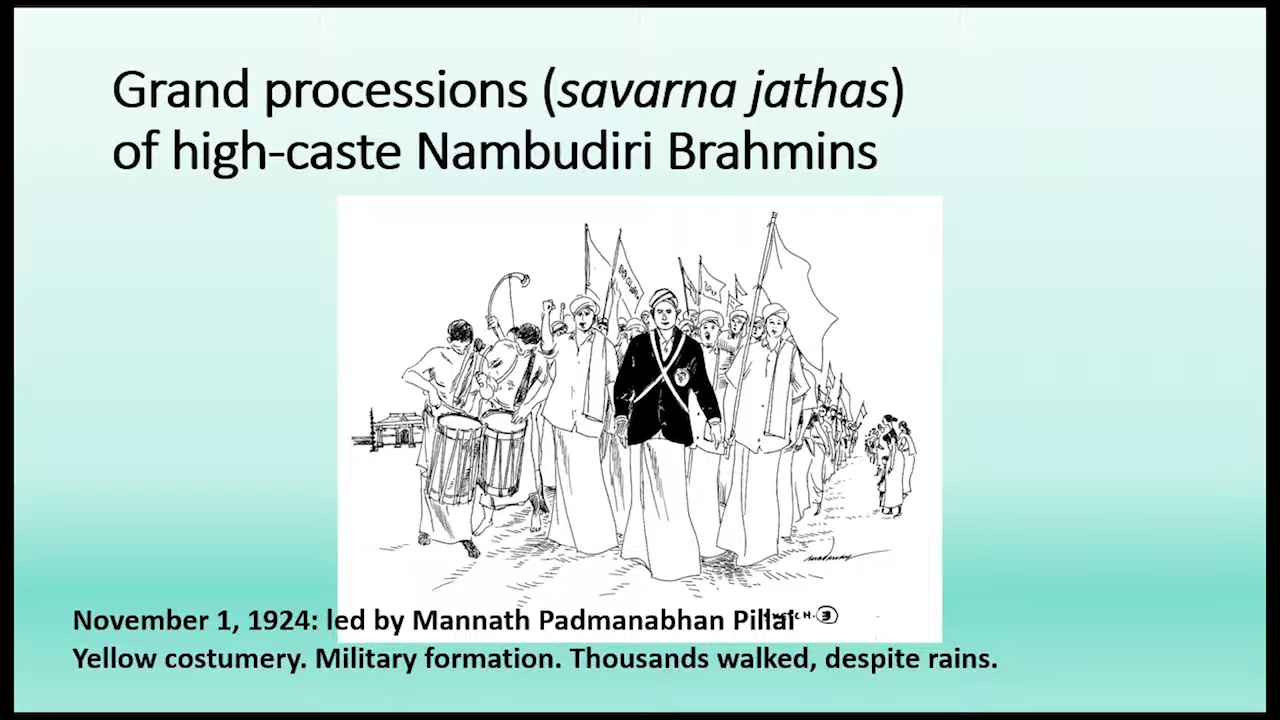 Grand processions (savarna jathas)
of high-caste Nambudiri Brahmins
November 1, 1924: led by Mannath Padmanabhan Pillai
Yellow costumery. Military formation. Thousands walked, despite rains.